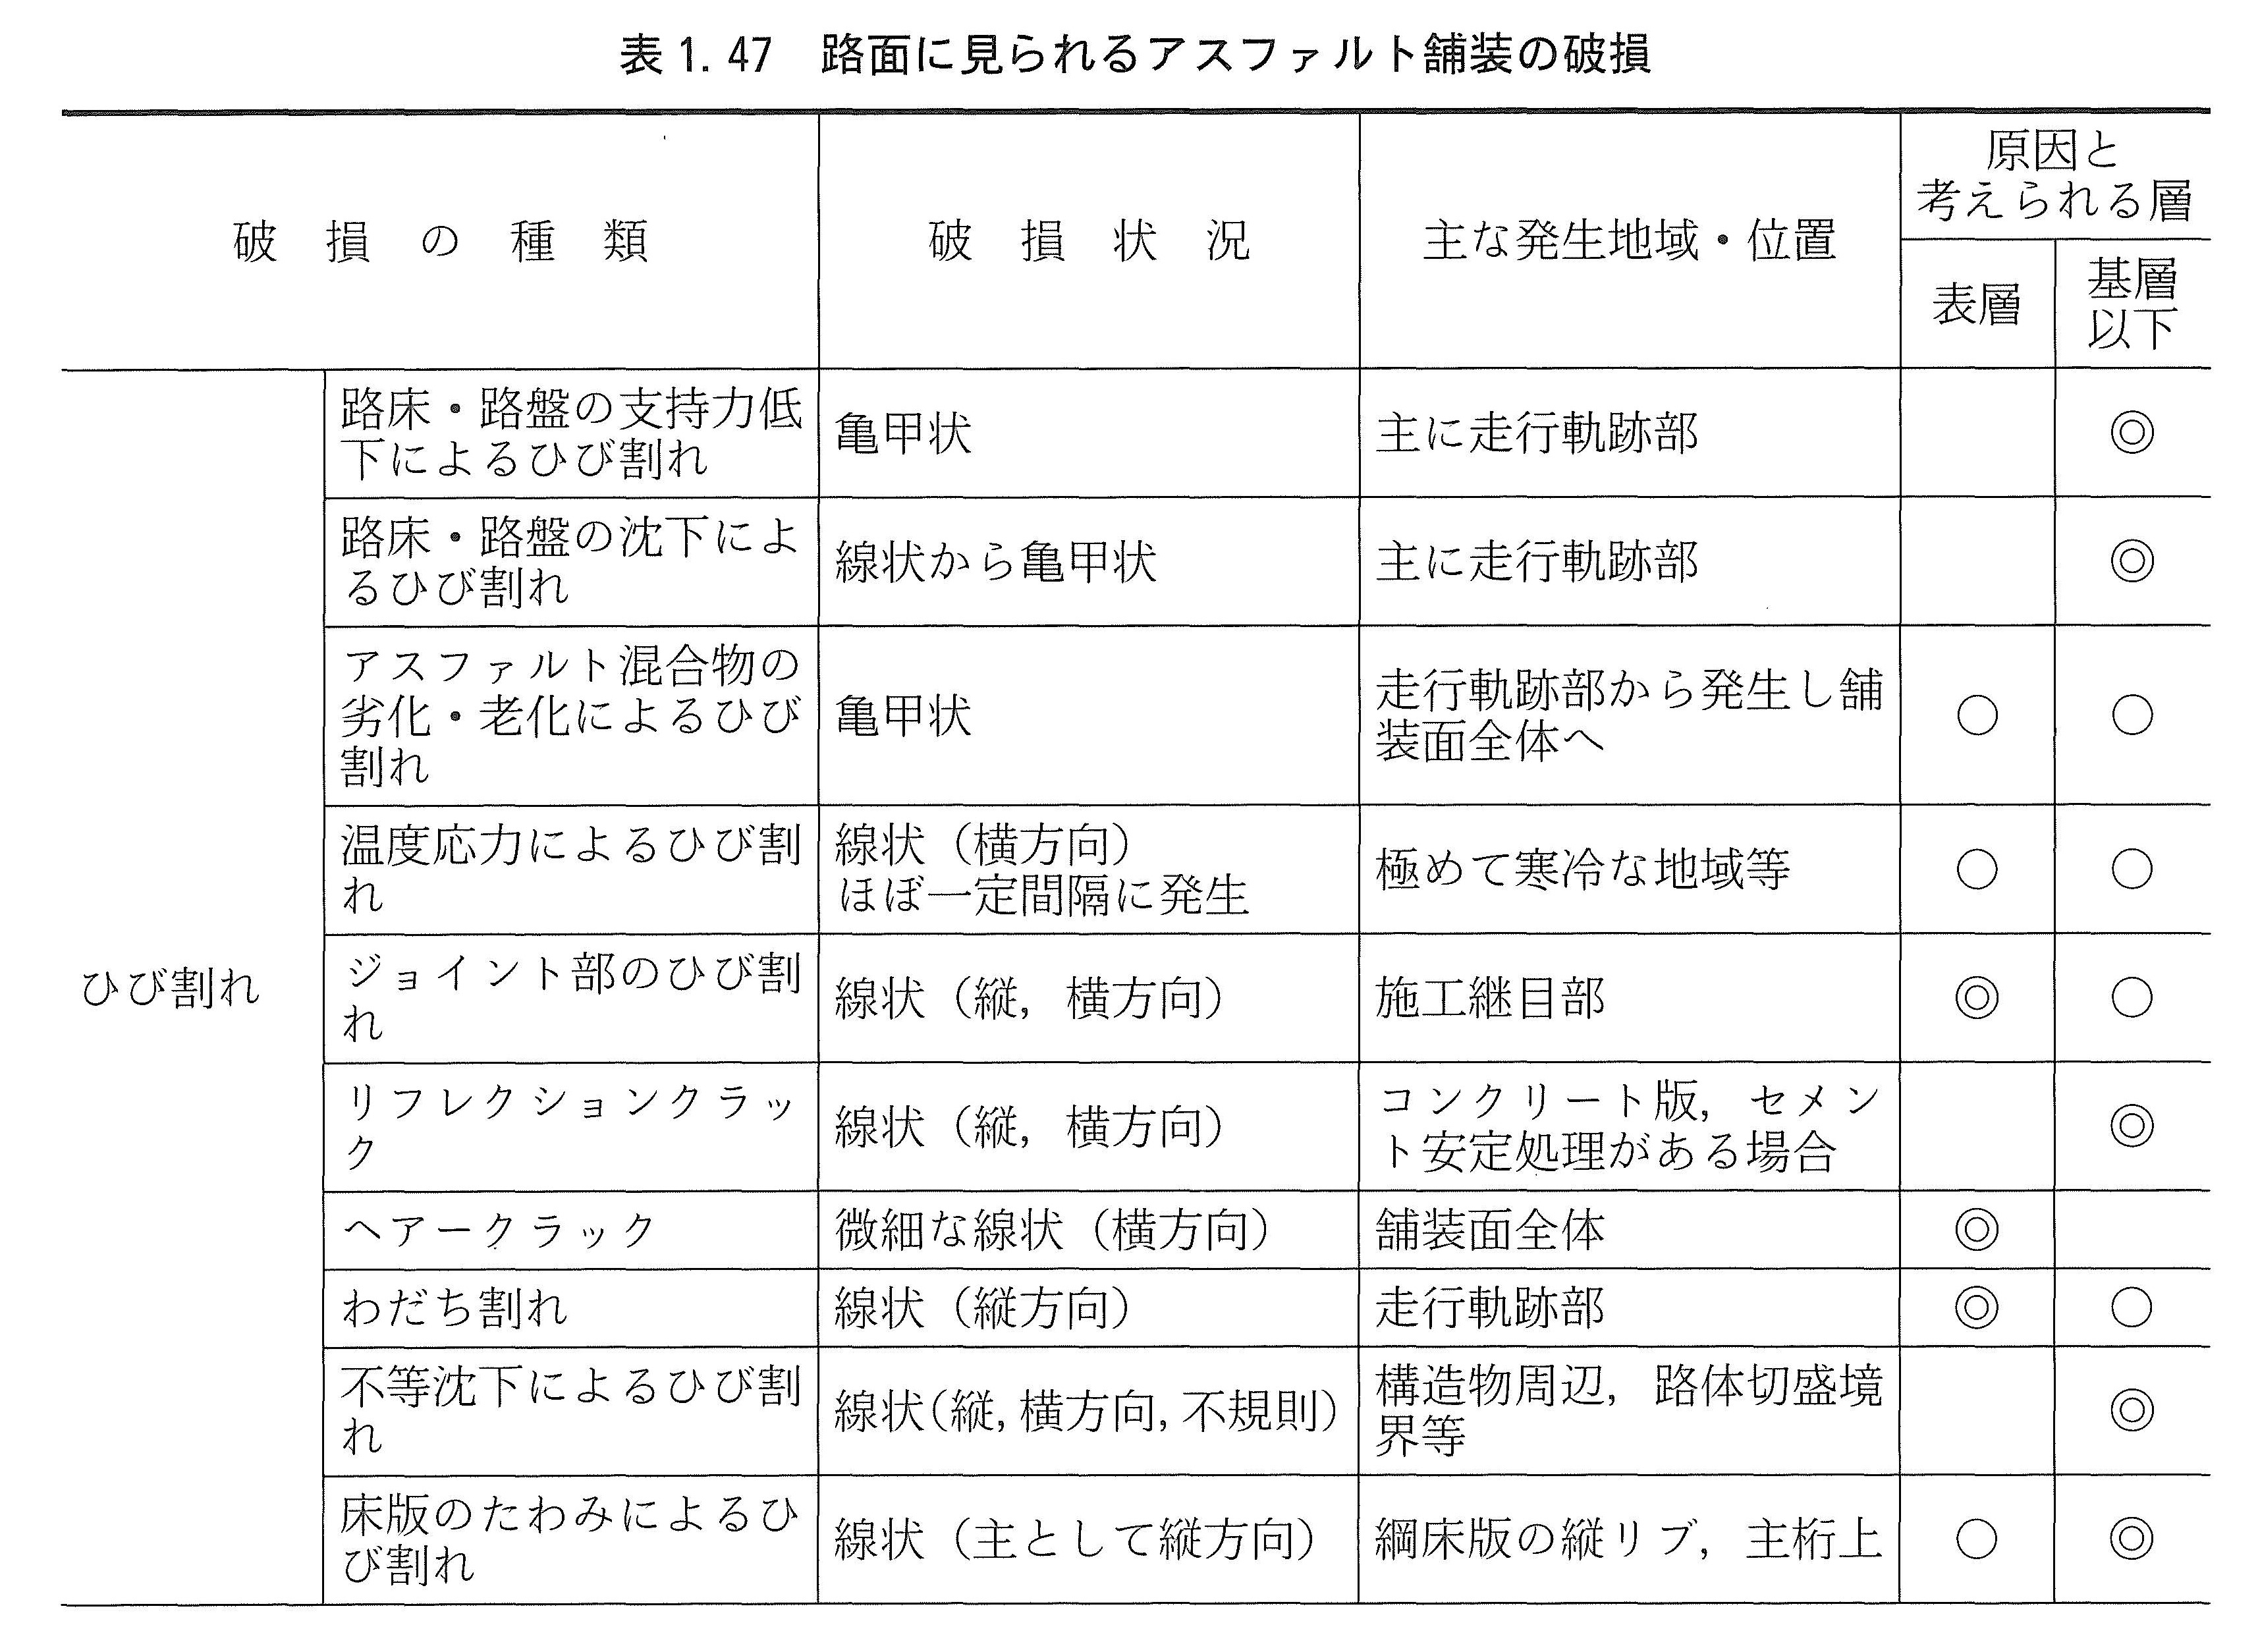 表1. 47 路面に見られるアスファルト舗装の破損
破損の種類
破損状況
主な発生地域・位置
原因と
考えられる層
表層
基層
以下
ひび割れ
路床・路盤の支持力低
下によるひび割れ
亀甲状
主に走行軌跡部
◎
路床・路盤の沈下によ
るひび割れ
線状から亀甲状
主に走行軌跡部
◎
アスファルト混合物の
劣化・老化によるひび
割れ
亀甲状
走行軌跡部から発生し舗
装面全体へ
○
○
温度応力によるひび割
れ
線状（横方向）
ほぼ一定間隔に発生
極めて寒冷な地域等
○
○
ジョイント部のひび割
れ
線状（縦，横方向）
施工継目部
◎
○
リフレクションクラッ
ク
線状（縦，横方向）
コンクリート版，セメン
ト安定処理がある場合
◎
ヘアークラック
微細な線状（横方向）
舗装面全体
◎
わだち割れ
線状（縦方向）
走行軌跡部
◎
○
不等沈下によるひび割
れ
線状(縦, 横方向, 不規則)
構造物周辺，路体切盛境
界等
◎
床版のたわみによるひ
び割れ
線状（主として縦方向）
綱床版の縦リブ，主桁上
○
◎